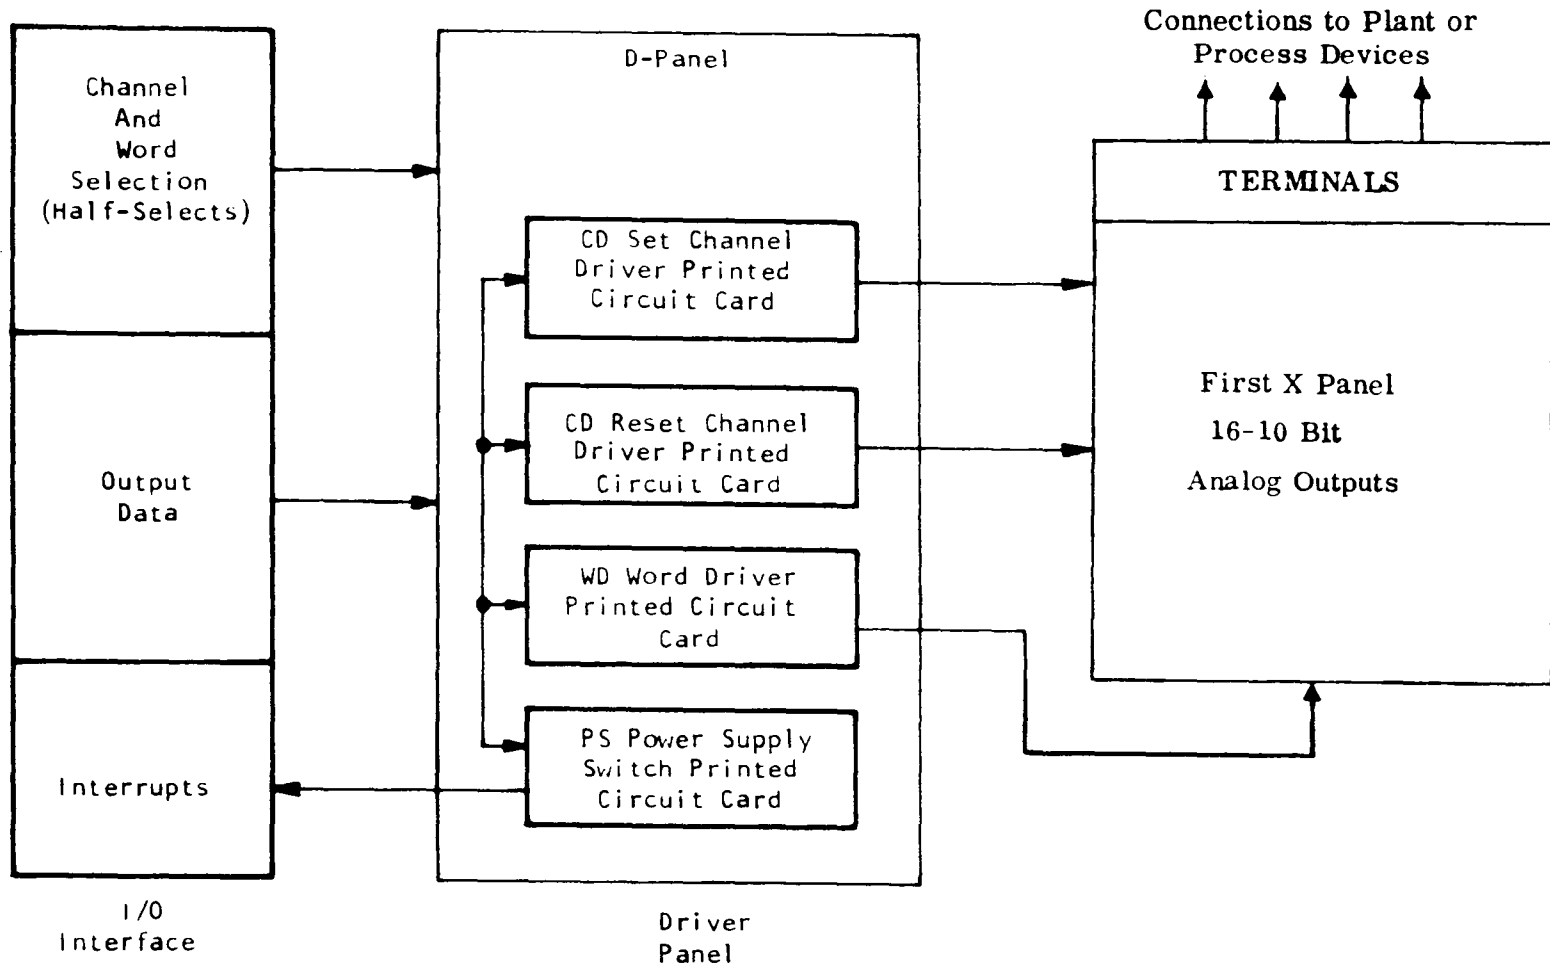 Channel
And
Word
Selection
(Half-Selects)
Output
Data
Interrupts
I/O
Interface
D-Panel
CD Set Channel
Driver Printed
Circuit Card
CD Reset Channel
Driver Printed
Circuit Card
WD Word Driver
Printed Circuit
Card
PS Power Supply
Switch Printed
Circuit Card
Driver
Panel
Connections to Plant or
Process Devices
TERMINALS
First X Panel
16-10 Bit
Analog Outputs